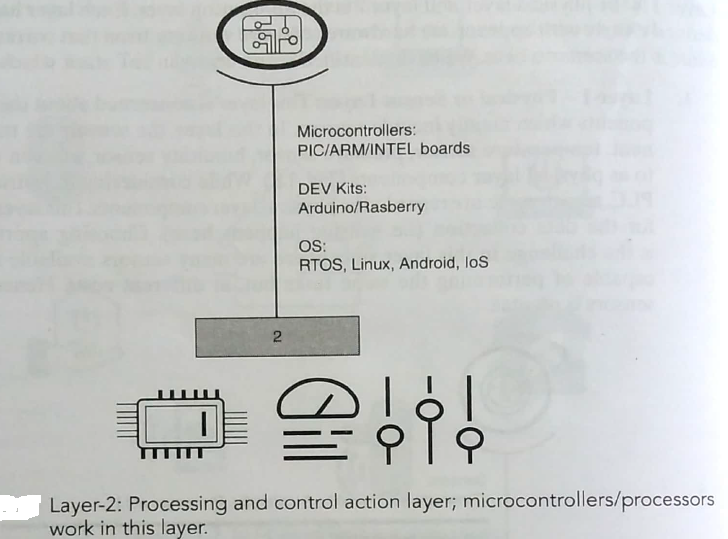 Microcontrollers:
PIC/ARM/INTEL boards
DEV Kits:
Arduino/Rasberry
OS:
RTOS, Linux, Android, IoS
2
Layer-2: Processing and control action layer; microcontrollers/processors
work in this layer.